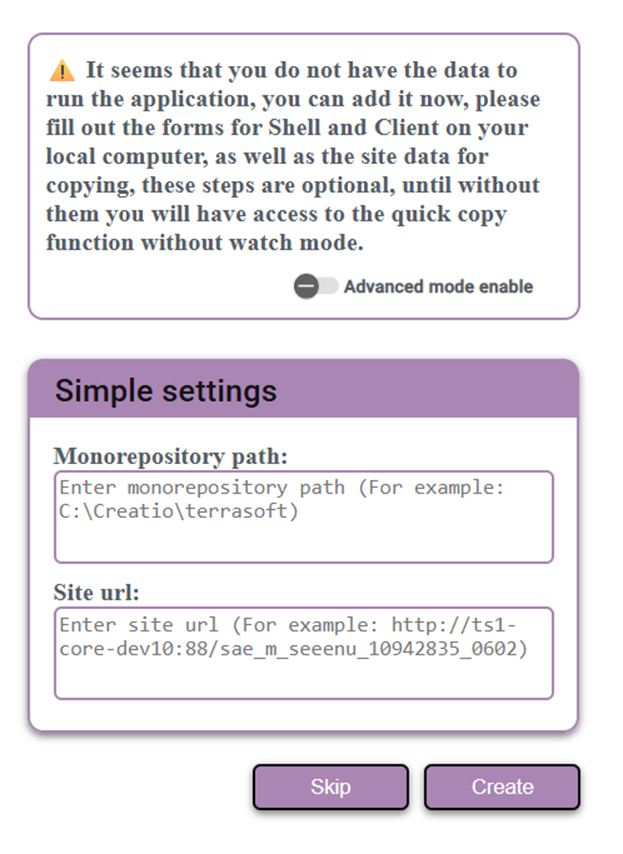 ⚠️ It seems that you do not have the data to
run the application, you can add it now, please
fill out the forms for Shell and Client on your
local computer, as well as the site data for
copying, these steps are optional, until without
them you will have access to the quick copy
function without watch mode.
Advanced mode enable
Simple settings
Monorepository path:
Enter monorepository path (For example:
C:\Creatio\terrasoft)
Site url:
Enter site url (For example: http://ts1-
core-dev10:88/sae_m_seeenu_10942835_0602)
Skip
Create